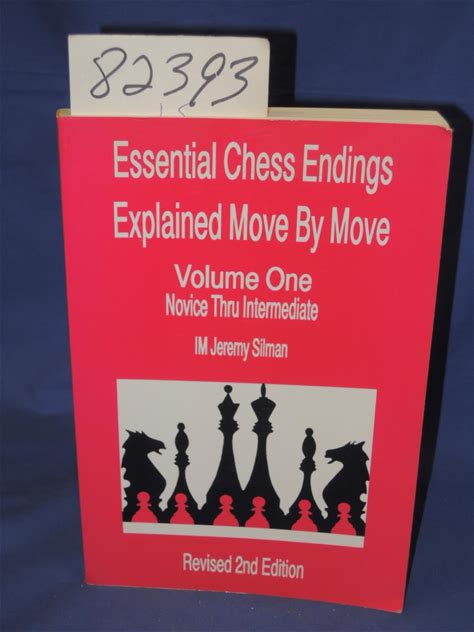 82393
Essential Chess Endings
Explained Move By Move
Volume One
Novice Thru Intermediate
IM Jeremy Silman
Revised 2nd Edition